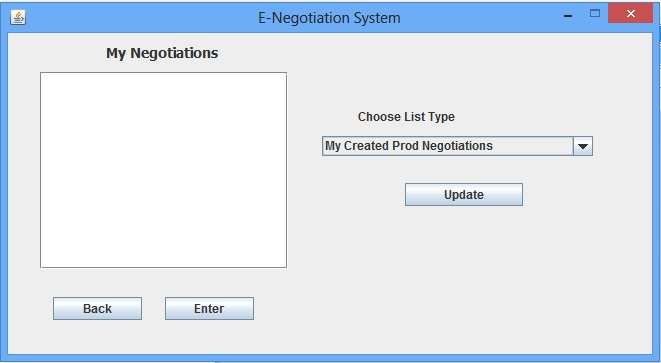 E-Negotiation System
My Negotiations
Choose List Type
My Created Prod Negotiations
Update
Back
Enter